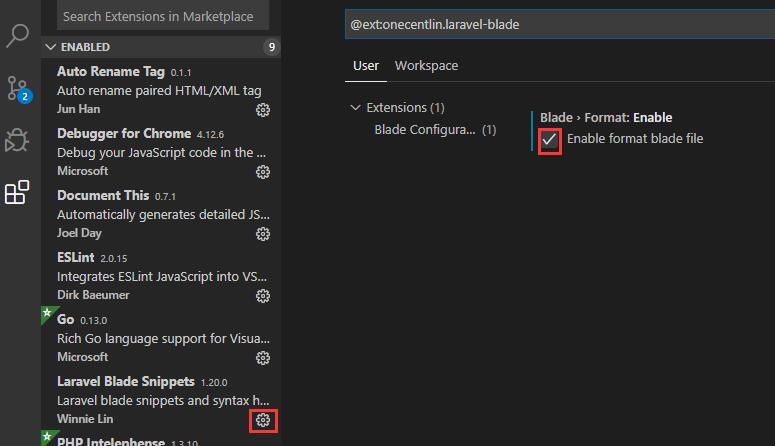 Search Extensions in Marketplace
ENABLED 9
Auto Rename Tag 0.1.1
Auto rename paired HTML/XML tag
Jun Han
Debugger for Chrome 4.12.6
Debug your JavaScript code in the ...
Microsoft
Document This 0.7.1
Automatically generates detailed JS...
Joel Day
ESLint 2.0.15
Integrates ESLint JavaScript into VS...
Dirk Baeumer
Go 0.13.0
Rich Go language support for Visua...
Microsoft
Laravel Blade Snippets 1.20.0
Laravel blade snippets and syntax h...
Winnie Lin
PHP Intelephense 1.3.10
2
@ext:onecentlin.laravel-blade
User Workspace
Extensions (1)
Blade Configura... (1)
Blade › Format: Enable
Enable format blade file